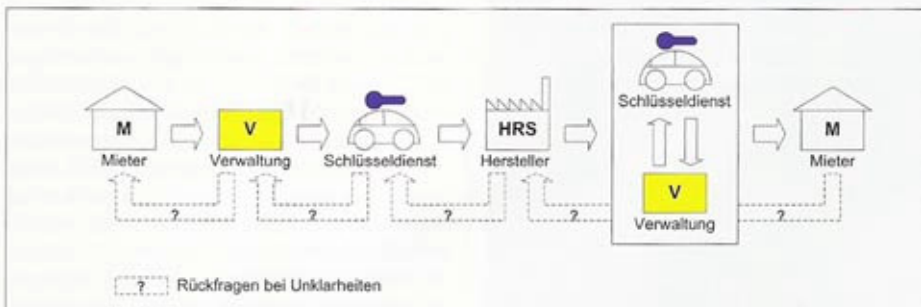 Schlüsseldienst
V
Verwaltung
M
Mieter
V
Verwaltung
Schlüsseldienst
HRS
Hersteller
M
Mieter
?
?
?
?
?
? Rückfragen bei Unklarheiten